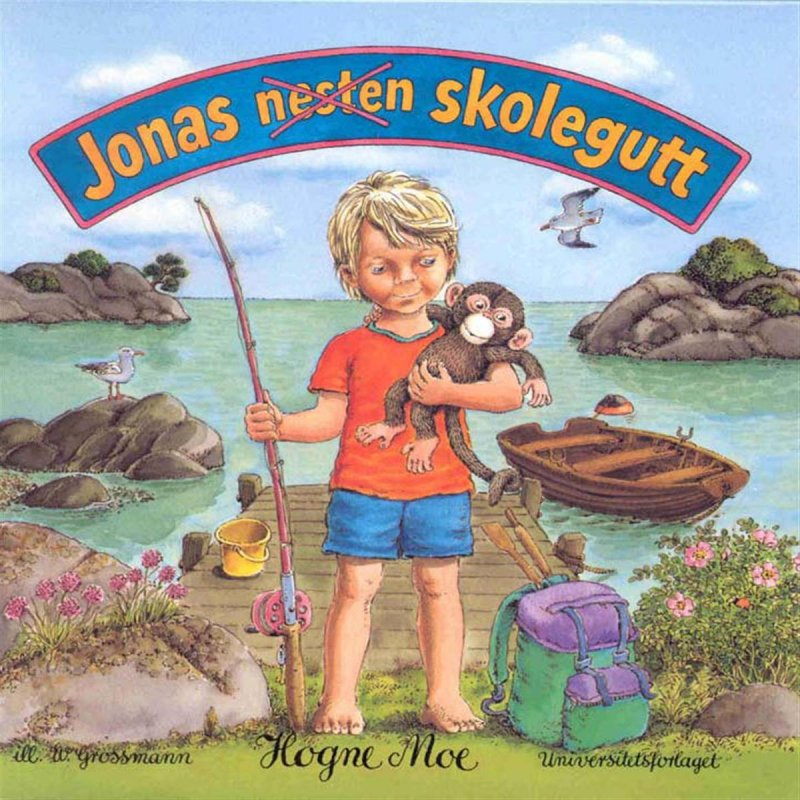 Jonas nesten skolegutt
ill. W. Grossmann
Hogne Moe
Universitetsforlaget